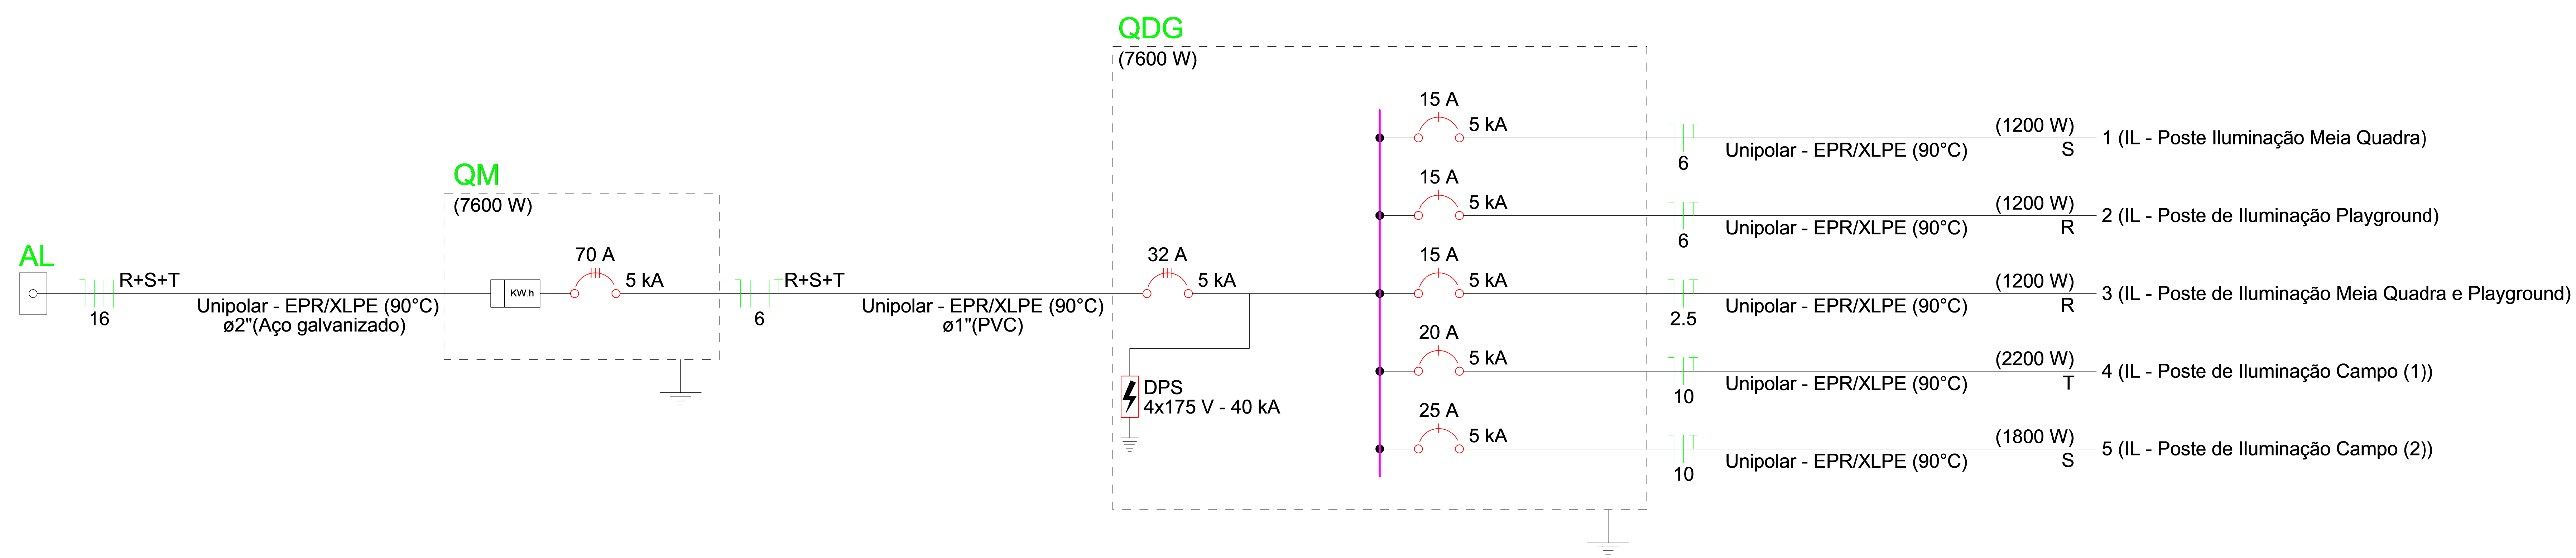 QDG
(7600 W)
15 A
5 kA
6
Unipolar - EPR/XLPE (90°C)
(1200 W)
S
1 (IL - Poste Iluminação Meia Quadra)
15 A
5 kA
6
Unipolar - EPR/XLPE (90°C)
(1200 W)
R
2 (IL - Poste de Iluminação Playground)
QM
(7600 W)
AL
R+S+T
16
Unipolar - EPR/XLPE (90°C)
ø2"(Aço galvanizado)
KW.h
70 A
5 kA
R+S+T
6
Unipolar - EPR/XLPE (90°C)
ø1"(PVC)
32 A
5 kA
15 A
5 kA
2.5
Unipolar - EPR/XLPE (90°C)
(1200 W)
R
3 (IL - Poste de Iluminação Meia Quadra e Playground)
DPS
4x175 V - 40 kA
20 A
5 kA
10
Unipolar - EPR/XLPE (90°C)
(2200 W)
T
4 (IL - Poste de Iluminação Campo (1))
25 A
5 kA
10
Unipolar - EPR/XLPE (90°C)
(1800 W)
S
5 (IL - Poste de Iluminação Campo (2))